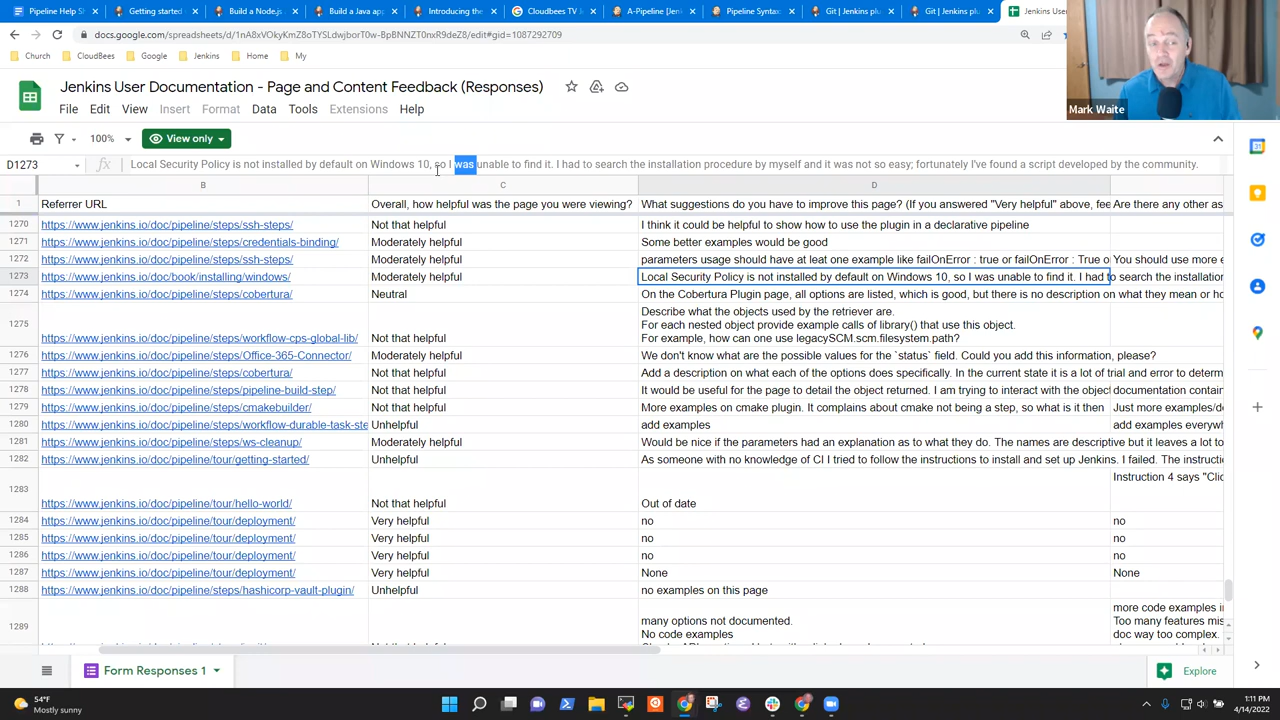 Pipeline Help S
Getting started
Build a Node.js
Build a Java app
Introducing the
Cloudbees TV J
A-Pipeline [Jenk
Pipeline Syntax
Git | Jenkins plu
Git | Jenkins plu
Jenkins Use
docs.google.com/spreadsheets/d/1nA8xVOkyKmZ8oTYSLdwjborT0w-BpBNNZT0nxR9deZ8/edit#gid=1087292709
Church
CloudBees
Google
Jenkins
Home
My
Mark Waite
Jenkins User Documentation - Page and Content Feedback (Responses)
File Edit View Insert Format Data Tools Extensions Help
100%
View only
D1273
Local Security Policy is not installed by default on Windows 10, so I was unable to find it. I had to search the installation procedure by myself and it was not so easy; fortunately I've found a script developed by the community.
B C D
1 Referrer URL Overall, how helpful was the page you were viewing? What suggestions do you have to improve this page? (If you answered "Very helpful" above, fee Are there any other as
1270 https://www.jenkins.io/doc/pipeline/steps/ssh-steps/ Not that helpful I think it could be helpful to show how to use the plugin in a declarative pipeline
1271 https://www.jenkins.io/doc/pipeline/steps/credentials-binding/ Moderately helpful Some better examples would be good
1272 https://www.jenkins.io/doc/pipeline/steps/ssh-steps/ Moderately helpful parameters usage should have at leat one example like failOnError : true or failOnError : True o You should use more e
1273 https://www.jenkins.io/doc/book/installing/windows/ Moderately helpful Local Security Policy is not installed by default on Windows 10, so I was unable to find it. I had to search the installation
1274 https://www.jenkins.io/doc/pipeline/steps/cobertura/ Neutral On the Cobertura Plugin page, all options are listed, which is good, but there is no description on what they mean or ho
Describe what the objects used by the retriever are.
For each nested object provide example calls of library() that use this object.
1275 https://www.jenkins.io/doc/pipeline/steps/workflow-cps-global-lib/ Not that helpful For example, how can one use legacySCM.scm.filesystem.path?
1276 https://www.jenkins.io/doc/pipeline/steps/Office-365-Connector/ Moderately helpful We don't know what are the possible values for the `status` field. Could you add this information, please?
1277 https://www.jenkins.io/doc/pipeline/steps/cobertura/ Not that helpful Add a description on what each of the options does specifically. In the current state it is a lot of trial and error to determ
1278 https://www.jenkins.io/doc/pipeline/steps/pipeline-build-step/ Not that helpful It would be useful for the page to detail the object returned. I am trying to interact with the object documentation contain
1279 https://www.jenkins.io/doc/pipeline/steps/cmakebuilder/ Not that helpful More examples on cmake plugin. It complains about cmake not being a step, so what is it then Just more examples/de
1280 https://www.jenkins.io/doc/pipeline/steps/workflow-durable-task-ste Unhelpful add examples add examples everywh
1281 https://www.jenkins.io/doc/pipeline/steps/ws-cleanup/ Moderately helpful Would be nice if the parameters had an explanation as to what they do. The names are descriptive but it leaves a lot to
1282 https://www.jenkins.io/doc/pipeline/tour/getting-started/ Unhelpful As someone with no knowledge of CI I tried to follow the instructions to install and set up Jenkins. I failed. The instructi
Instruction 4 says "Clic
1283 https://www.jenkins.io/doc/pipeline/tour/hello-world/ Not that helpful Out of date
1284 https://www.jenkins.io/doc/pipeline/tour/deployment/ Very helpful no no
1285 https://www.jenkins.io/doc/pipeline/tour/deployment/ Very helpful no no
1286 https://www.jenkins.io/doc/pipeline/tour/deployment/ Very helpful no no
1287 https://www.jenkins.io/doc/pipeline/tour/deployment/ Very helpful None None
1288 https://www.jenkins.io/doc/pipeline/steps/hashicorp-vault-plugin/ Unhelpful no examples on this page
more code examples i
many options not documented. Too many features mis
1289 No code examples doc way too complex.
Form Responses 1
Explore
54°F
Mostly sunny
1:11 PM
4/14/2022